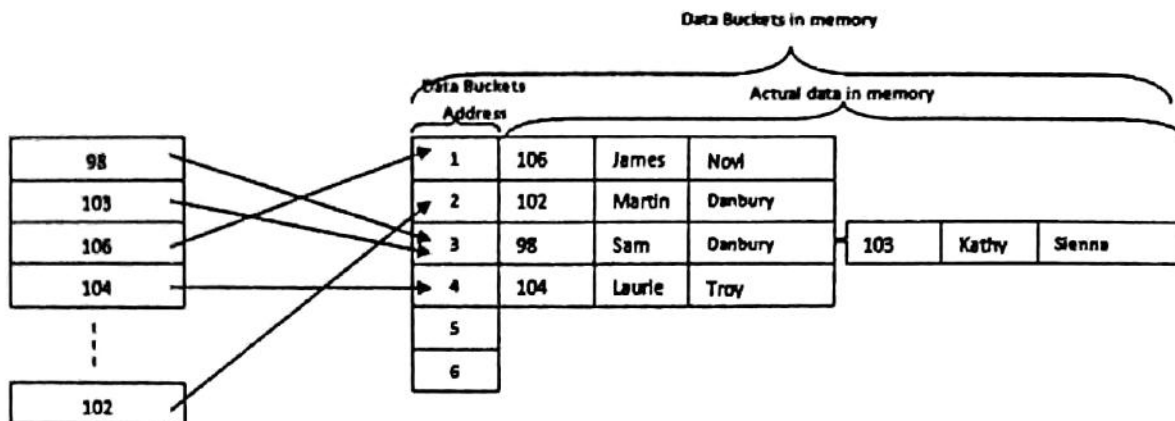 Data Buckets in memory
Data Buckets
Actual data in memory
Address
98
103
106
104
102
1 106 James Novi
2 102 Martin Danbury
3 98 Sam Danbury 103 Kathy Sienna
4 104 Laurie Troy
5
6